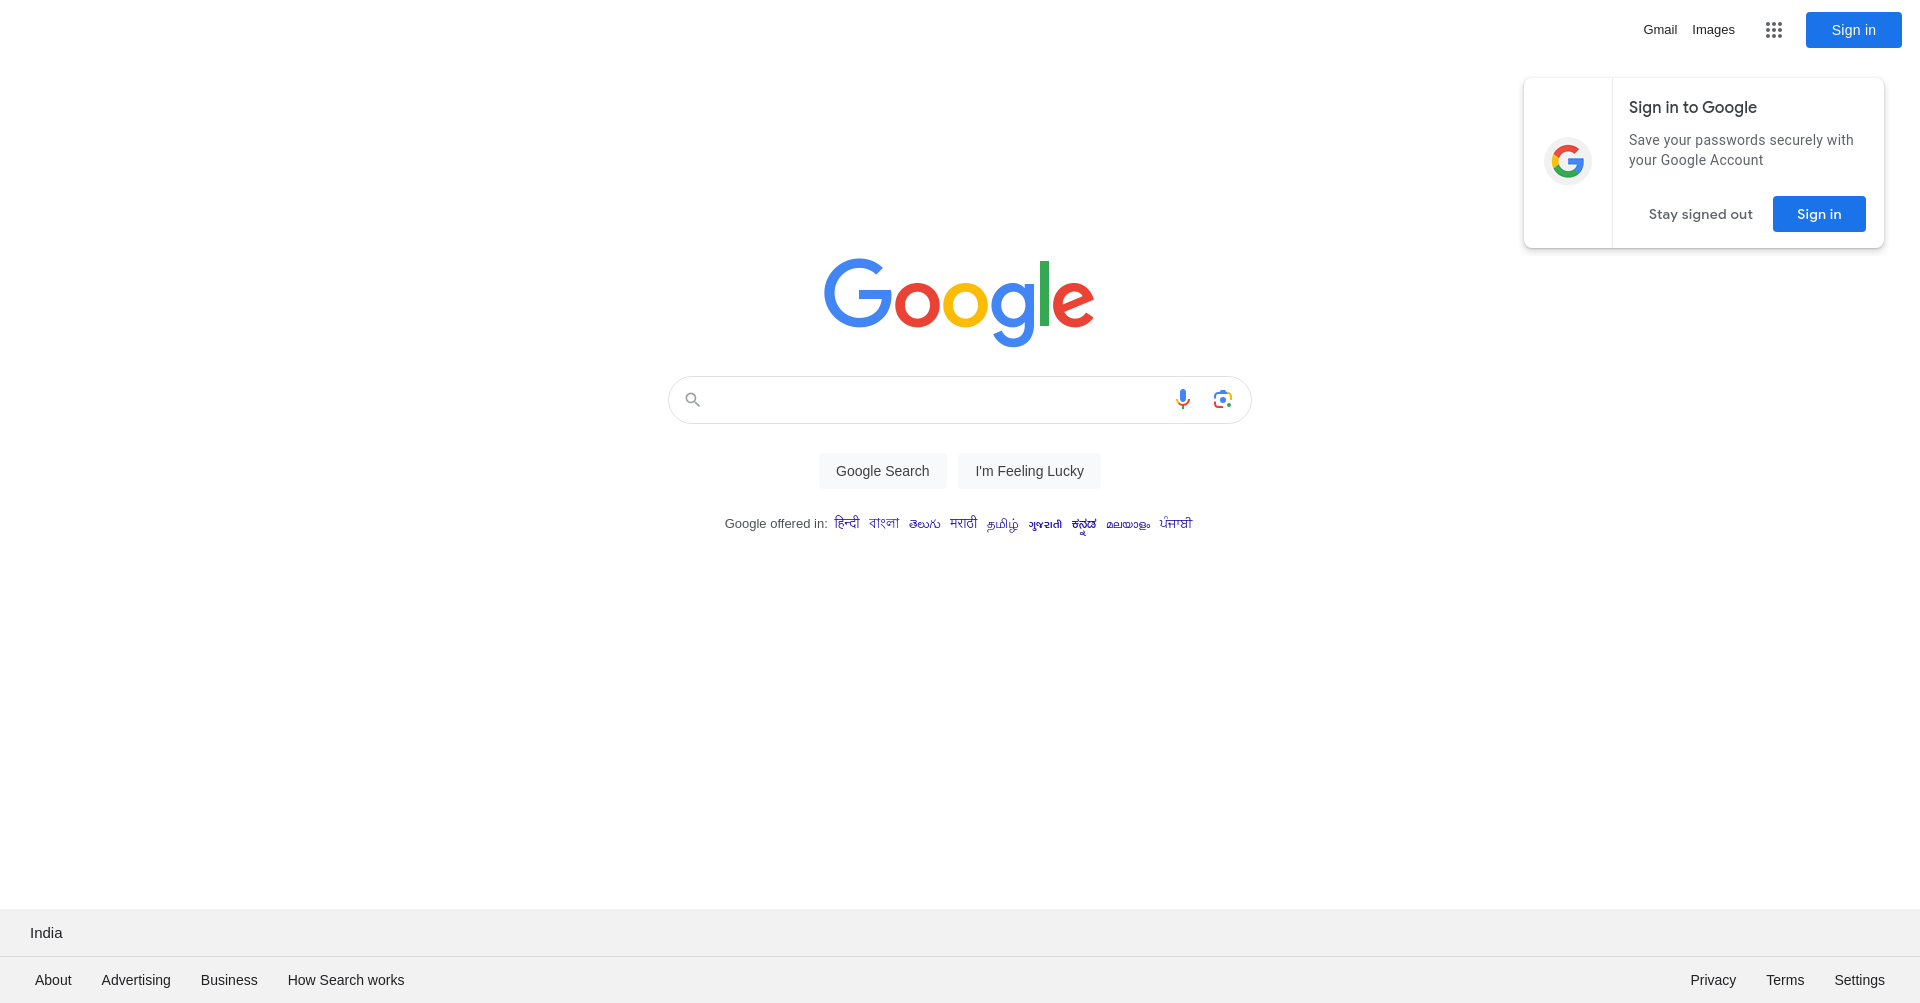 Gmail Images Sign in
Sign in to Google
Save your passwords securely with
your Google Account
Stay signed out Sign in
Google
Google Search I'm Feeling Lucky
Google offered in: हिन्दी বাংলা తెలుగు मराठी தமிழ் ગુજરાતી ಕನ್ನಡ മലയാളം ਪੰਜਾਬੀ
India
About Advertising Business How Search works Privacy Terms Settings